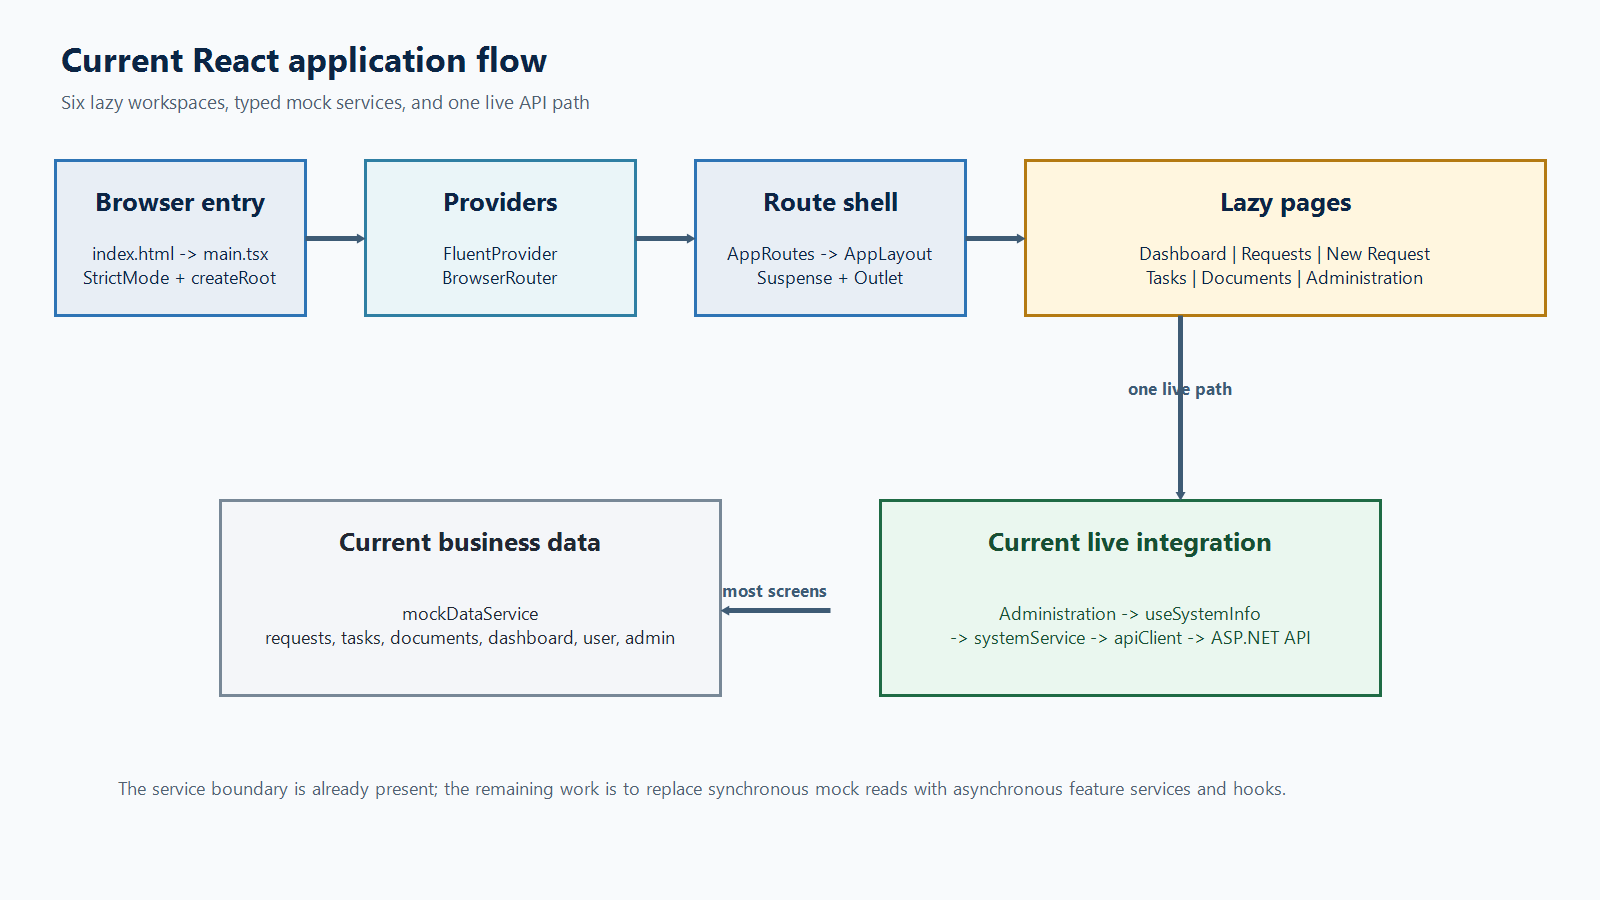 Current React application flow
Six lazy workspaces, typed mock services, and one live API path
Browser entry
index.html -> main.tsx
StrictMode + createRoot
Providers
FluentProvider
BrowserRouter
Route shell
AppRoutes -> AppLayout
Suspense + Outlet
Lazy pages
Dashboard | Requests | New Request
Tasks | Documents | Administration
one live path
Current business data
mockDataService
requests, tasks, documents, dashboard, user, admin
most screens
Current live integration
Administration -> useSystemInfo
-> systemService -> apiClient -> ASP.NET API
The service boundary is already present; the remaining work is to replace synchronous mock reads with asynchronous feature services and hooks.